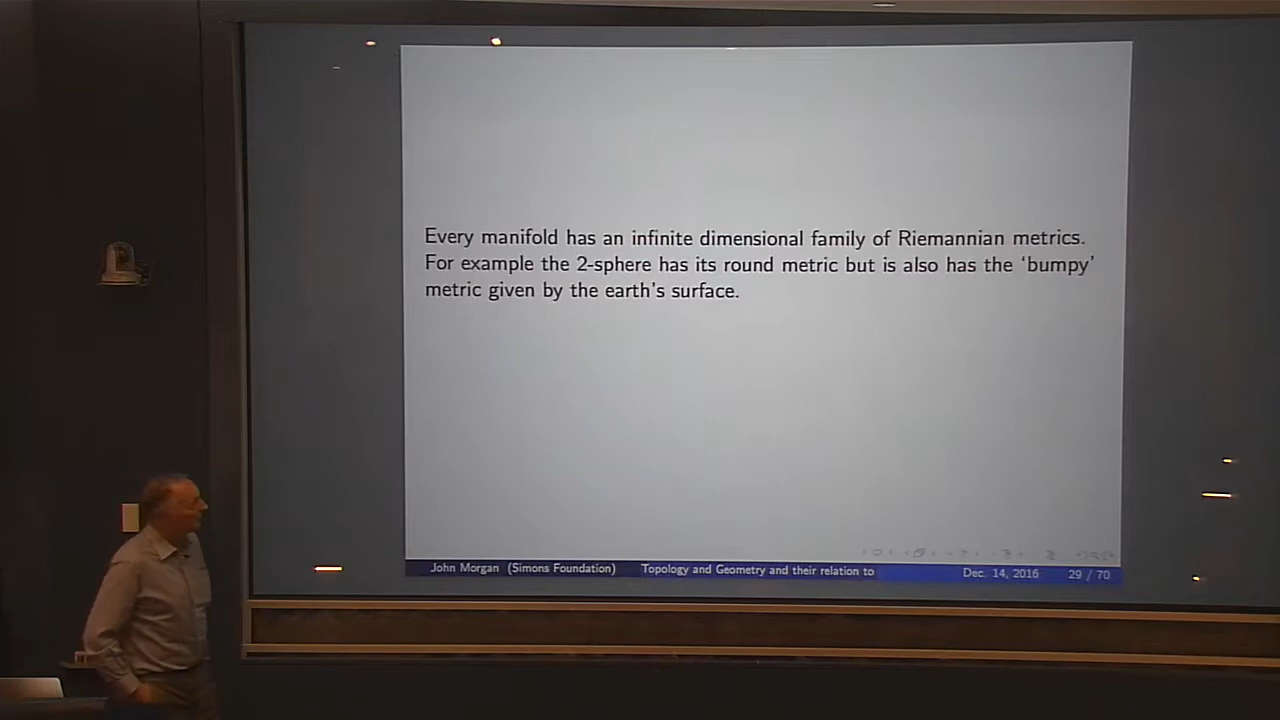 Every manifold has an infinite dimensional family of Riemannian metrics.
For example the 2-sphere has its round metric but is also has the ‘bumpy’
metric given by the earth's surface.
John Morgan (Simons Foundation) Topology and Geometry and their relation to Dec. 14, 2016 29 / 70